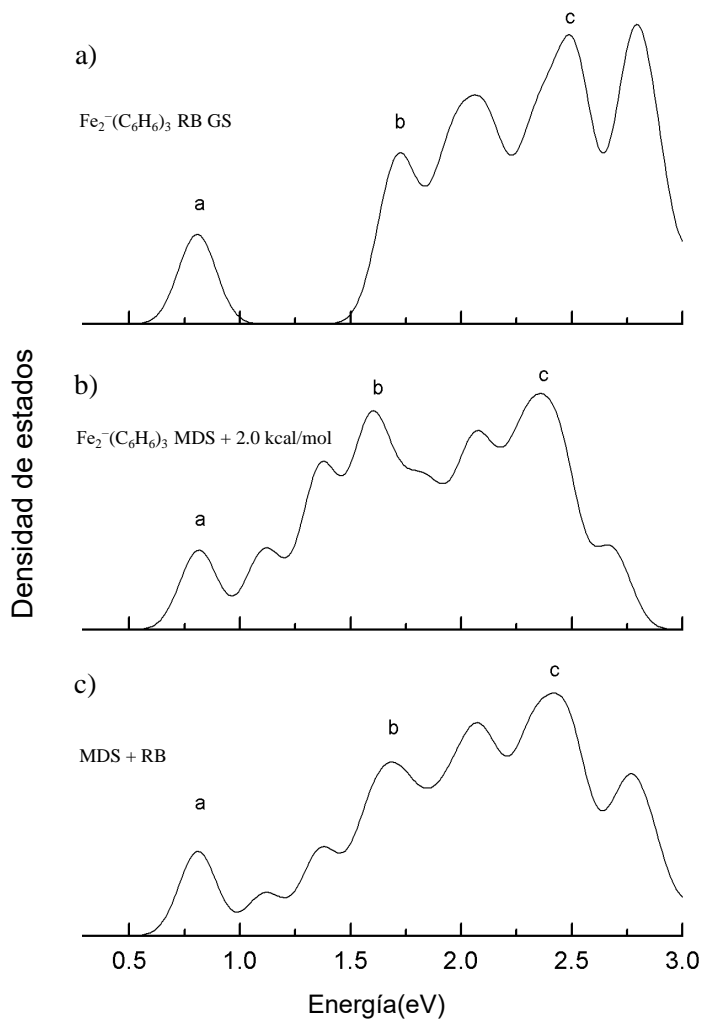 a)
c
Fe₂⁻(C₆H₆)₃ RB GS
b
a
b)
c
b
Fe₂⁻(C₆H₆)₃ MDS + 2.0 kcal/mol
a
Densidad de estados
c)
c
b
MDS + RB
a
0.5 1.0 1.5 2.0 2.5 3.0
Energía(eV)